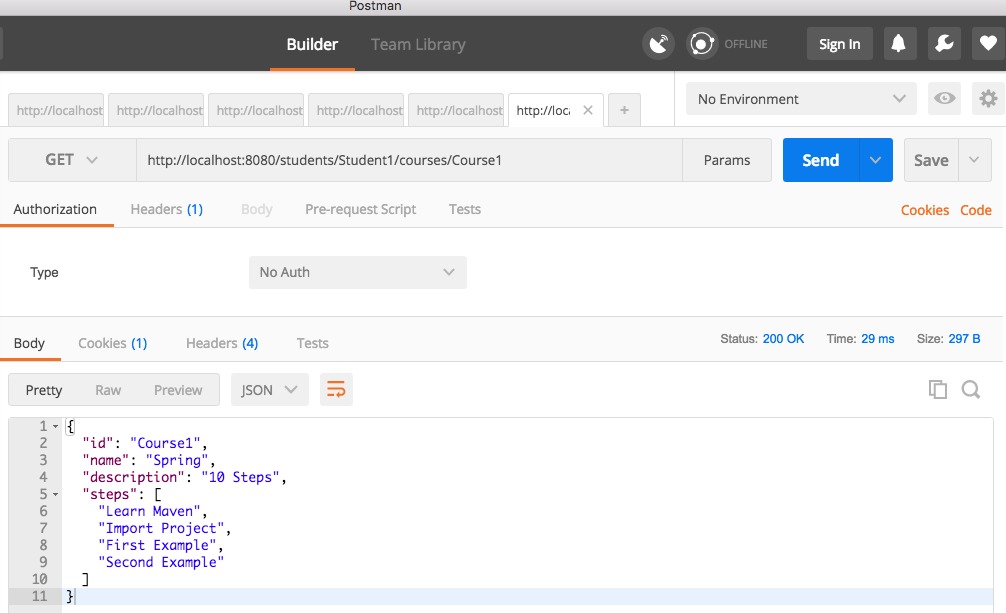 Postman
Builder Team Library OFFLINE Sign In
http://localhost http://localhost http://localhost http://localhost http://localhost http://loca + No Environment
GET http://localhost:8080/students/Student1/courses/Course1 Params Send Save
Authorization Headers (1) Body Pre-request Script Tests Cookies Code
Type No Auth
Body Cookies (1) Headers (4) Tests Status: 200 OK Time: 29 ms Size: 297 B
Pretty Raw Preview JSON
1 {
2 "id": "Course1",
3 "name": "Spring",
4 "description": "10 Steps",
5 "steps": [
6 "Learn Maven",
7 "Import Project",
8 "First Example",
9 "Second Example"
10 ]
11 }